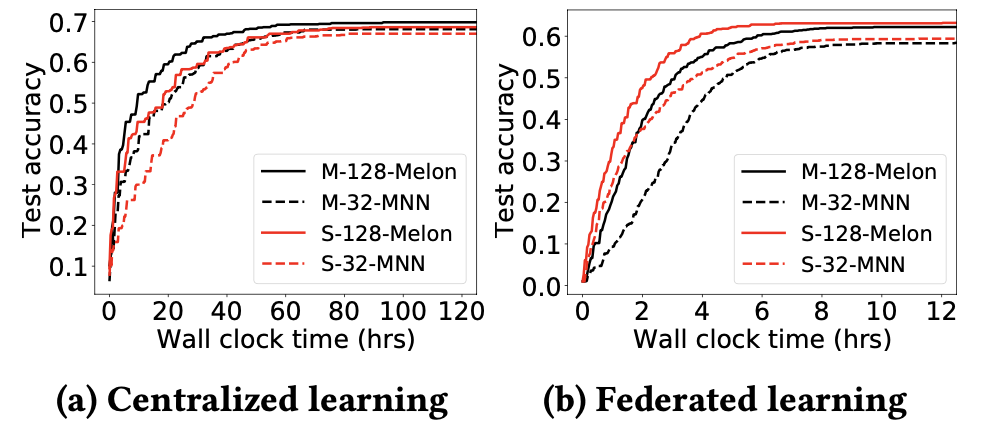 Test accuracy
0.7
0.6
0.5
0.4
0.3
0.2
0.1
M-128-Melon
M-32-MNN
S-128-Melon
S-32-MNN
0 20 40 60 80 100 120
Wall clock time (hrs)
(a) Centralized learning
Test accuracy
0.6
0.5
0.4
0.3
0.2
0.1
0.0
M-128-Melon
M-32-MNN
S-128-Melon
S-32-MNN
0 2 4 6 8 10 12
Wall clock time (hrs)
(b) Federated learning